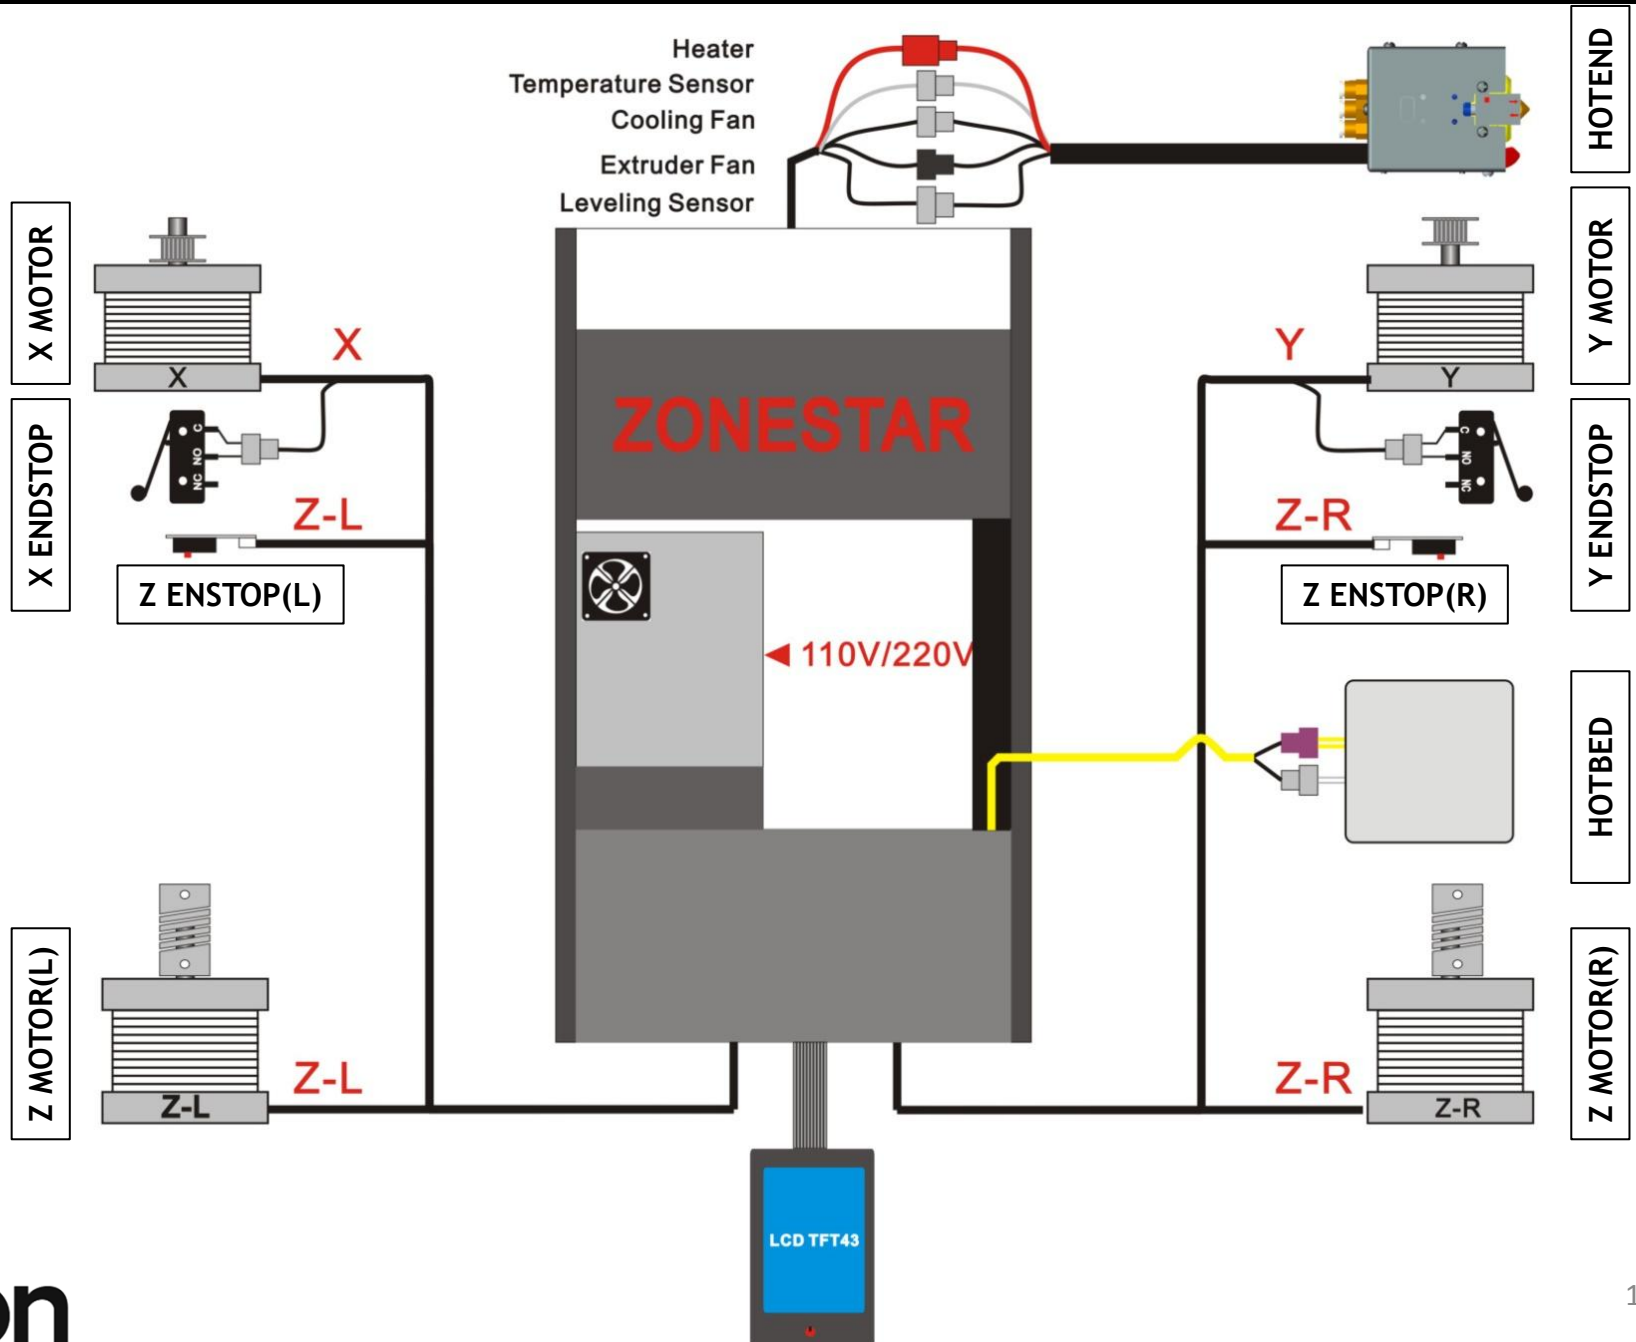 Heater
Temperature Sensor
Cooling Fan
Extruder Fan
Leveling Sensor
HOTEND
X MOTOR
X
X
Y MOTOR
Y
Y
ZONESTAR
X ENDSTOP
C
NO
NC
Z-L
Z ENSTOP(L)
Y ENDSTOP
C
NO
NC
Z-R
Z ENSTOP(R)
110V/220V
HOTBED
Z MOTOR(L)
Z-L
Z-L
Z MOTOR(R)
Z-R
Z-R
LCD TFT43
on
1